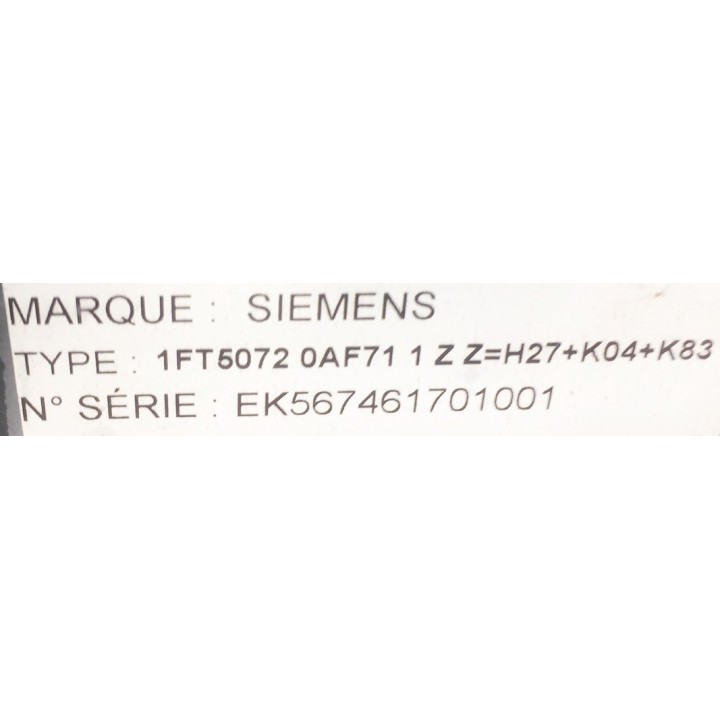 MARQUE : SIEMENS
TYPE : 1FT5072 0AF71 1 Z Z=H27+K04+K83
N° SÉRIE : EK567461701001